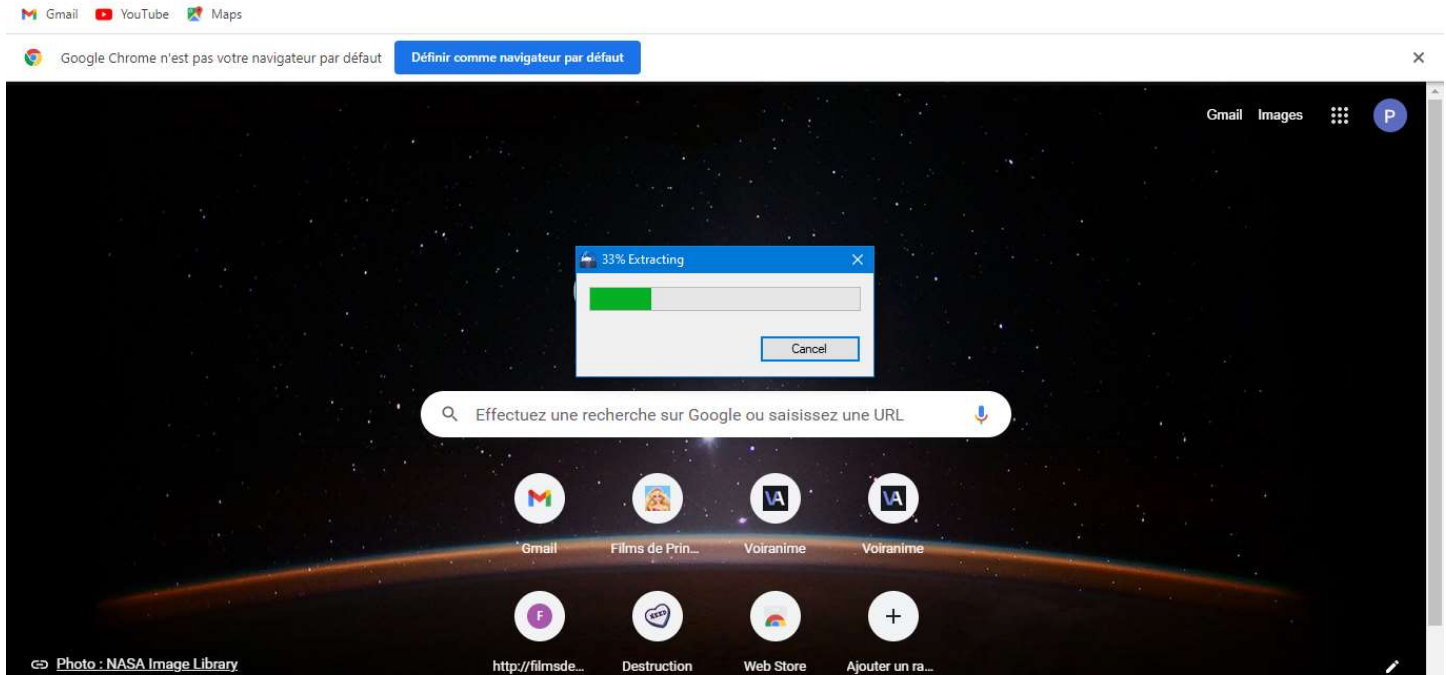 Gmail YouTube Maps
Google Chrome n'est pas votre navigateur par défaut Définir comme navigateur par défaut
Gmail Images P
33% Extracting
Cancel
Effectuez une recherche sur Google ou saisissez une URL
VA VA
Gmail Films de Prin... Voiranime Voiranime
F
http://filmsde... Destruction Web Store Ajouter un ra...
Photo : NASA Image Library